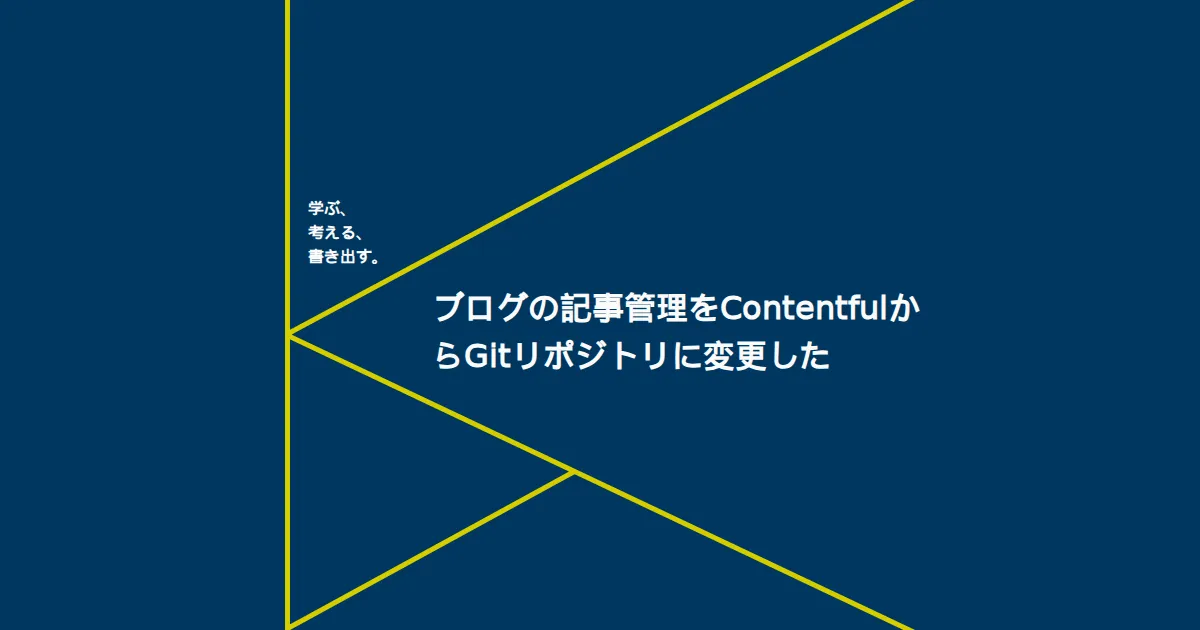 学ぶ、
考える、
書き出す。
ブログの記事管理をContentfulか
らGitリポジトリに変更した